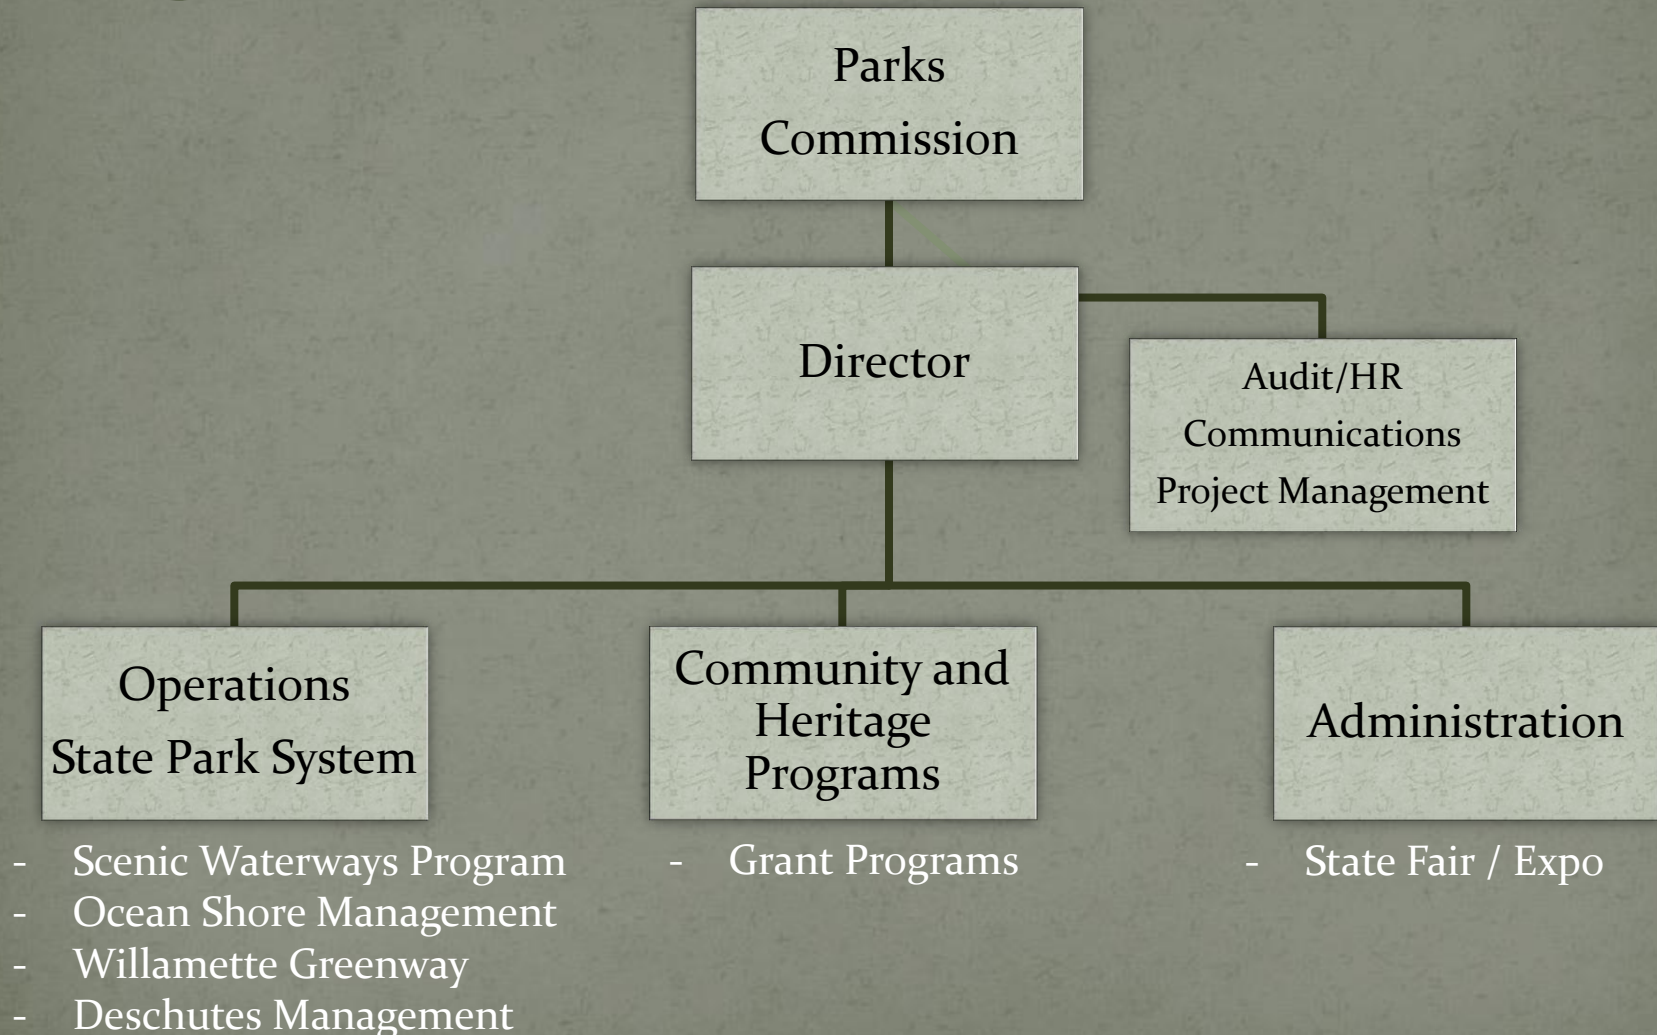 Parks
Commission
Director
Audit/HR
Communications
Project Management
Operations
State Park System
Community and
Heritage
Programs
Administration
- Scenic Waterways Program
- Ocean Shore Management
- Willamette Greenway
- Deschutes Management
- Grant Programs
- State Fair / Expo